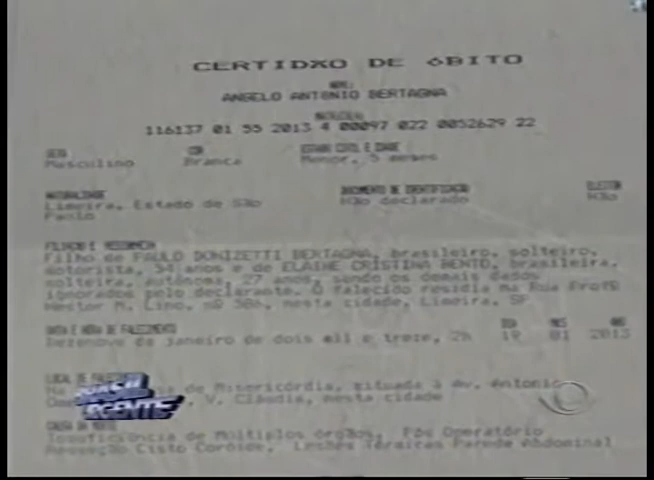 CERTIDÃO DE ÓBITO
NOME:
ANGELO ANTONIO BERTAGNA
MATRÍCULA:
116137 01 55 2013 4 00097 022 0052629 22
SEXO COR ESTADO CIVIL E IDADE
Masculino Branca Menor, 5 meses
NATURALIDADE DOCUMENTO DE IDENTIFICAÇÃO ELEITOR
Limeira, Estado de São Não declarado Não
Paulo
FILIAÇÃO E RESIDÊNCIA
Filho de PAULO DONIZETTI BERTAGNA, brasileiro, solteiro,
motorista, 54 anos e de ELAINE CRISTINA BENTO, brasileira,
solteira, autônoma, 27 anos, sendo os demais dados
ignorados pelo declarante. O falecido residia na Rua Profº
Nestor M. Lino, nº 586, nesta cidade, Limeira, SP
DATA E HORA DE FALECIMENTO DIA MÊS ANO
Dezenove de janeiro de dois mil e treze, 2h 19 01 2013
LOCAL DE
de Misericórdia, situada à Av. Antonio
V. Cláudia, nesta cidade
BRASIL
URGENTE
CAUSA DA MORTE
Insuficiência de Múltiplos órgãos, Pós Operatório
Ressecção Cisto Coróide, Lesões Térmicas Parede Abdominal